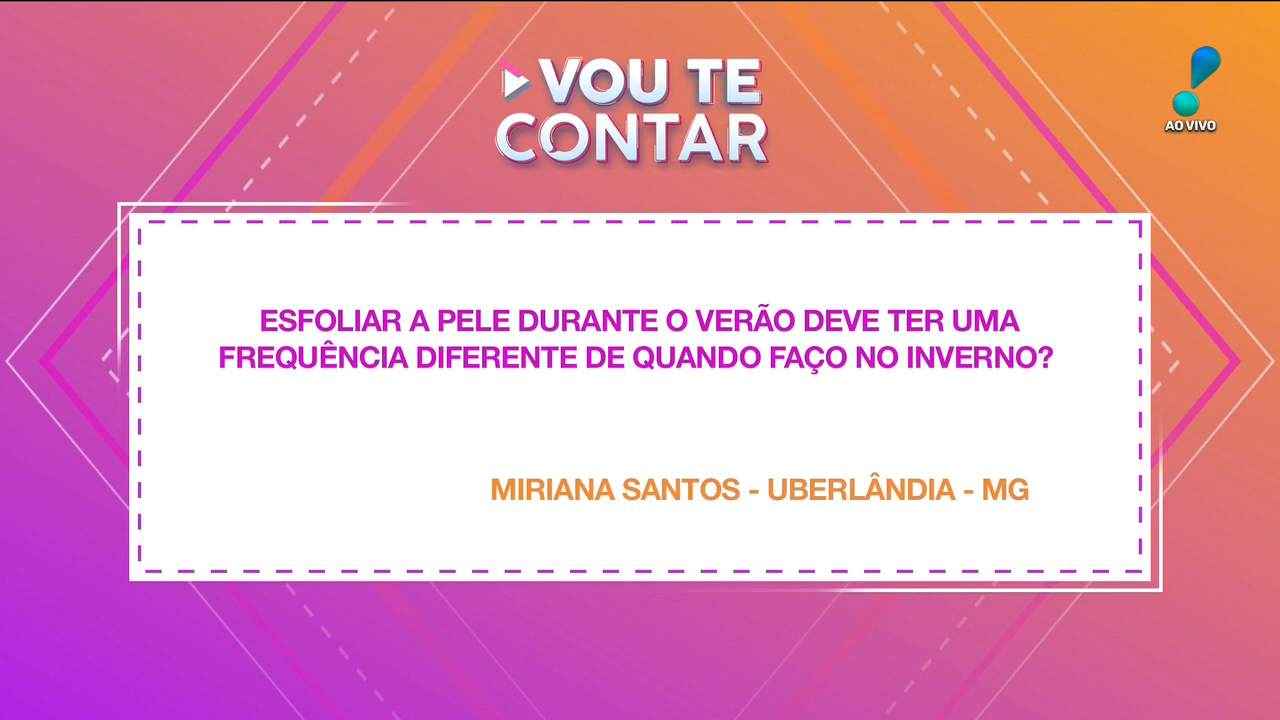 VOU TE
CONTAR
AO VIVO
ESFOLIAR A PELE DURANTE O VERÃO DEVE TER UMA
FREQUÊNCIA DIFERENTE DE QUANDO FAÇO NO INVERNO?
MIRIANA SANTOS - UBERLÂNDIA - MG